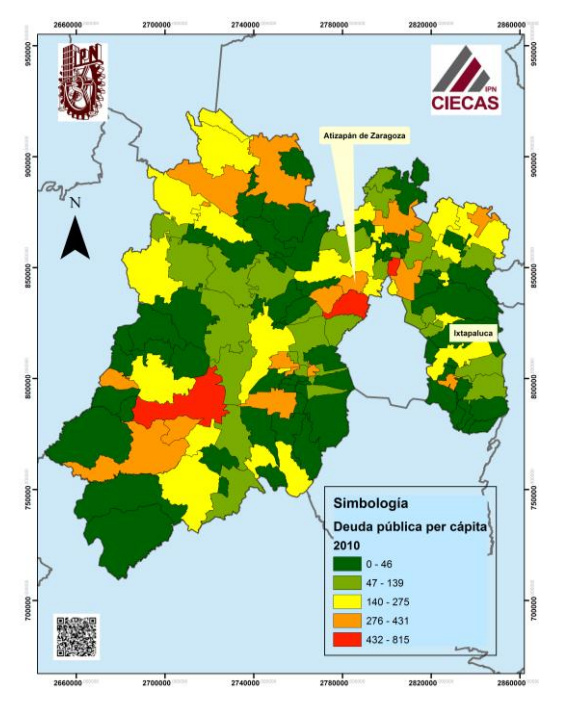 2660000 2700000 2740000 2780000 2820000 2860000
IPN
IPN
CIECAS
Atizapán de Zaragoza
N
Ixtapaluca
950000
900000
850000
800000
750000
700000
950000
900000
850000
800000
750000
700000
Simbología
Deuda pública per cápita
2010
0 - 46
47 - 139
140 - 275
276 - 431
432 - 815
2660000 2700000 2740000 2780000 2820000 2860000